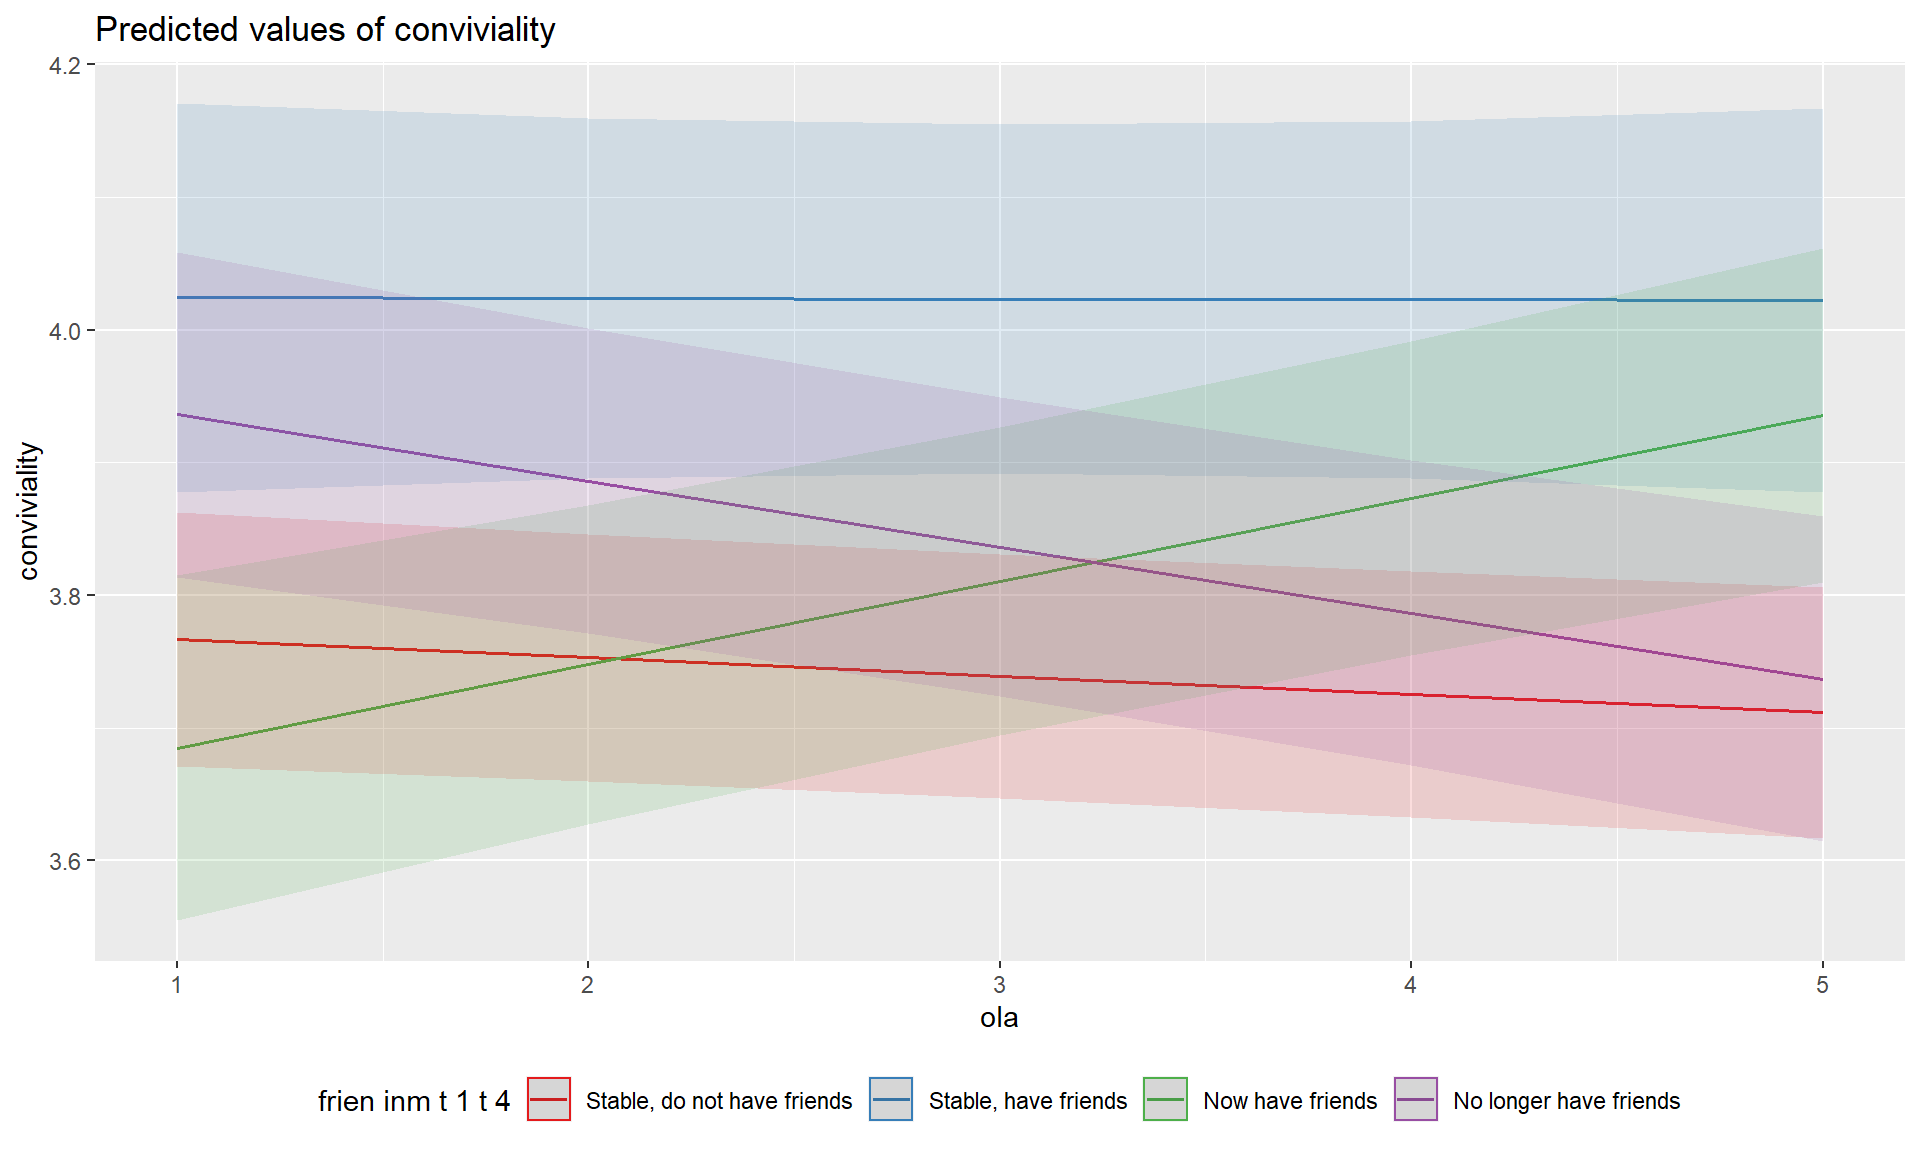 Predicted values of conviviality
4.2
4.0
3.8
3.6
conviviality
1 2 3 4 5
ola
frien inm t 1 t 4 Stable, do not have friends Stable, have friends Now have friends No longer have friends